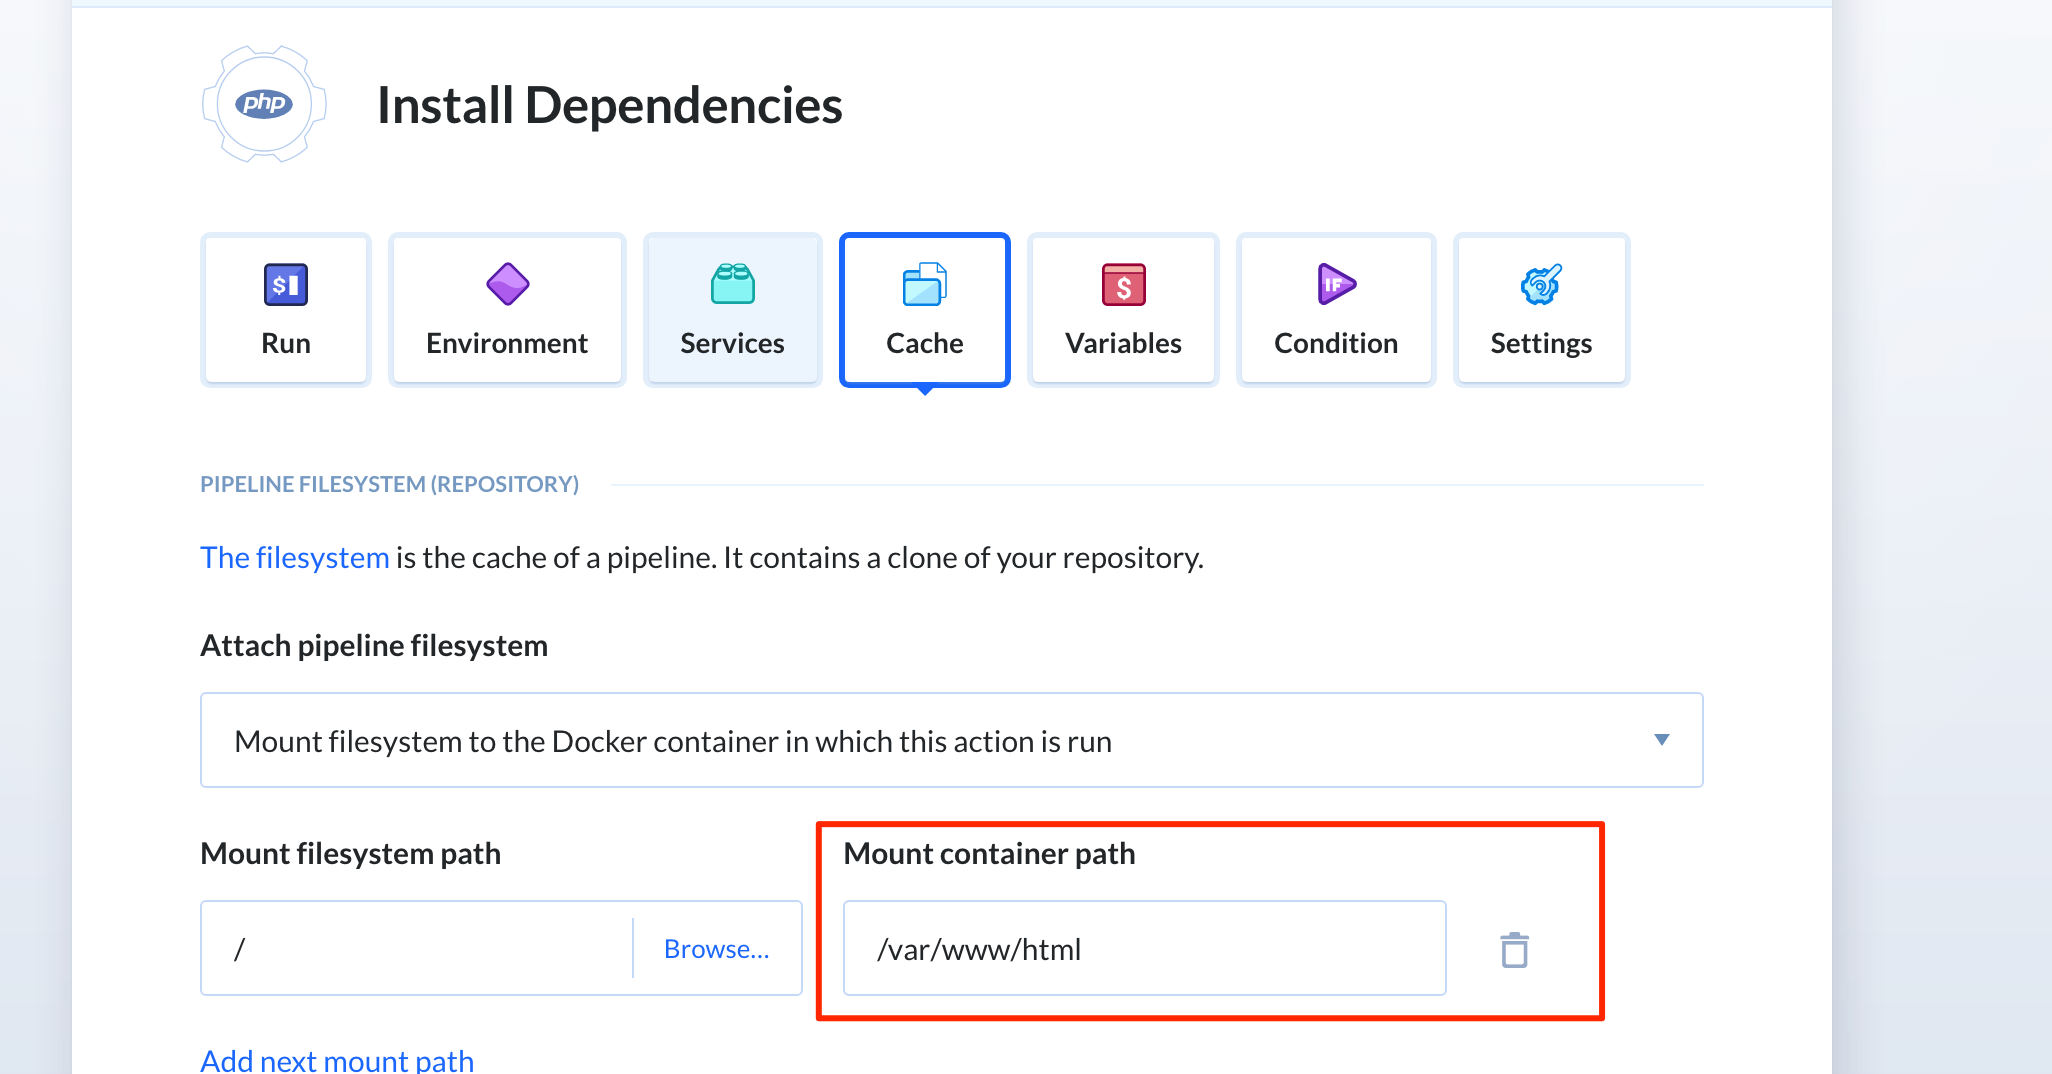 php
Install Dependencies
$
Run
Environment
Services
Cache
$
Variables
IF
Condition
Settings
PIPELINE FILESYSTEM (REPOSITORY)
The filesystem is the cache of a pipeline. It contains a clone of your repository.
Attach pipeline filesystem
Mount filesystem to the Docker container in which this action is run
Mount filesystem path
Mount container path
/
Browse...
/var/www/html
Add next mount path